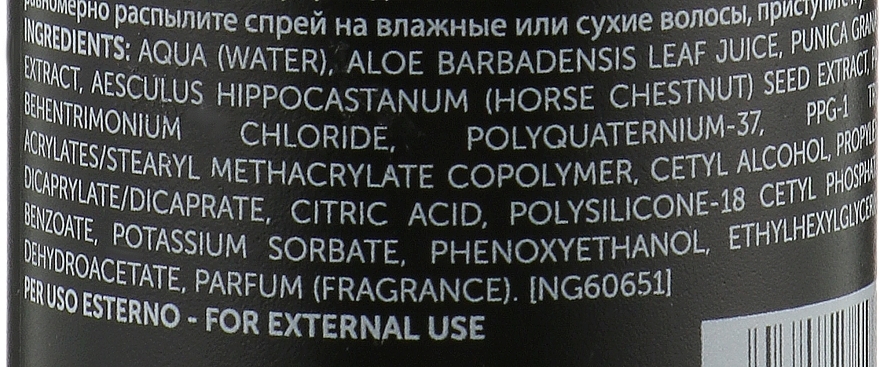 распылите спрей на влажные или сухие волосы,
INGREDIENTS: AQUA (WATER), ALOE BARBADENSIS LEAF JUICE, PUNICA
EXTRACT, AESCULUS HIPPOCASTANUM (HORSE CHESTNUT) SEED EXTRACT,
BEHENTRIMONIUM CHLORIDE, POLYQUATERNIUM-37, PPG-1
ACRYLATES/STEARYL METHACRYLATE COPOLYMER, CETYL ALCOHOL,
DICAPRYLATE/DICAPRATE, CITRIC ACID, POLYSILICONE-18 CETYL
BENZOATE, POTASSIUM SORBATE, PHENOXYETHANOL,
DEHYDROACETATE, PARFUM (FRAGRANCE). [NG60651]
PER USO ESTERNO - FOR EXTERNAL USE